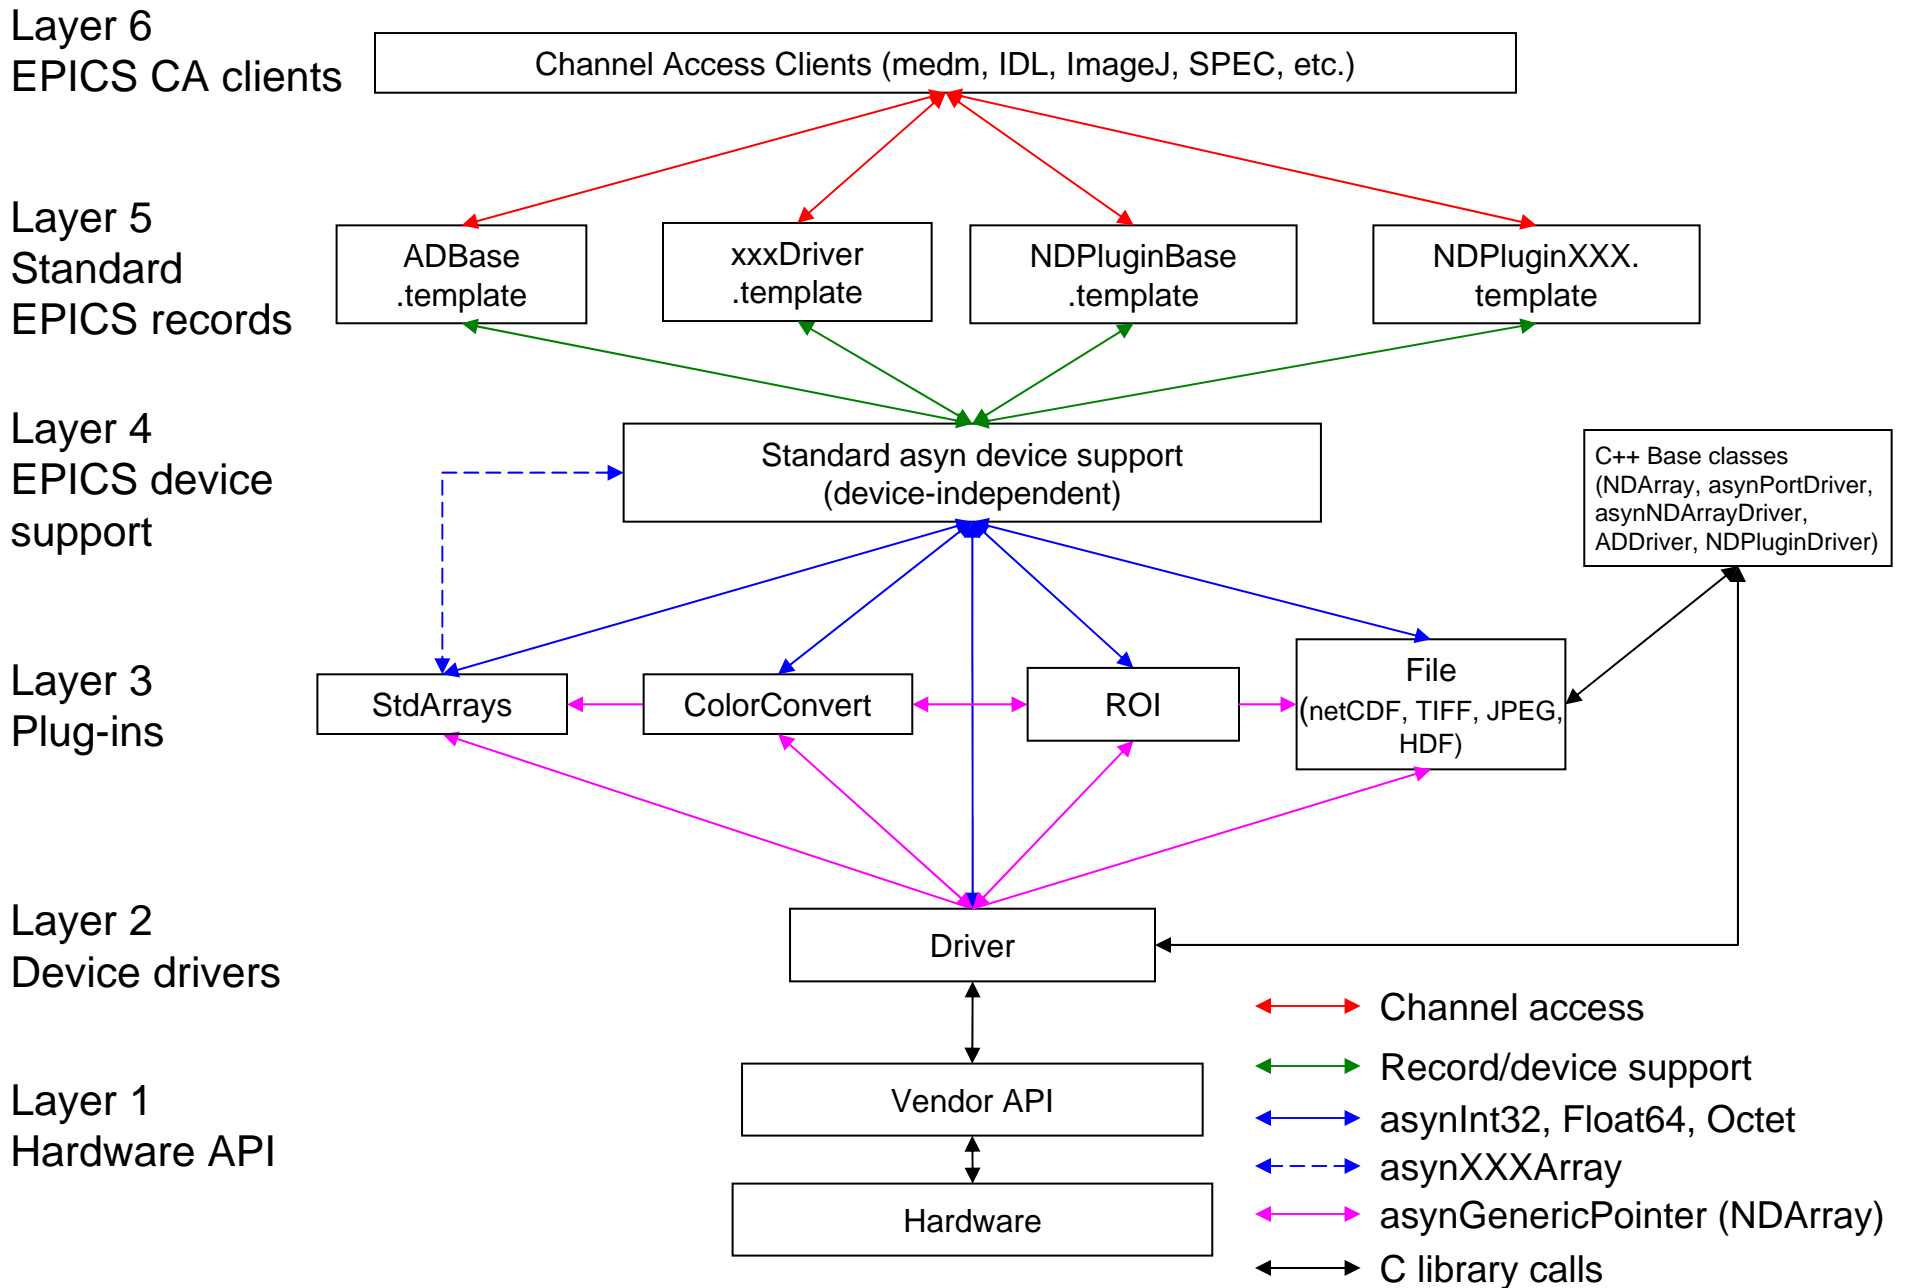 Layer 6
EPICS CA clients
Channel Access Clients (medm, IDL, ImageJ, SPEC, etc.)
Layer 5
Standard
EPICS records
ADBase
.template
xxxDriver
.template
NDPluginBase
.template
NDPluginXXX.
template
Layer 4
EPICS device
support
Standard asyn device support
(device-independent)
C++ Base classes
(NDArray, asynPortDriver,
asynNDArrayDriver,
ADDriver, NDPluginDriver)
Layer 3
Plug-ins
StdArrays
ColorConvert
ROI
File
(netCDF, TIFF, JPEG,
HDF)
Layer 2
Device drivers
Driver
Layer 1
Hardware API
Vendor API
Hardware
Channel access
Record/device support
asynInt32, Float64, Octet
asynXXXArray
asynGenericPointer (NDArray)
C library calls